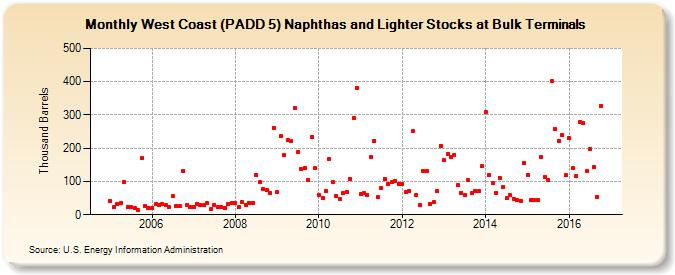 Monthly West Coast (PADD 5) Naphthas and Lighter Stocks at Bulk Terminals
Thousand Barrels
500
400
300
200
100
0
2006 2008 2010 2012 2014 2016
Source: U.S. Energy Information Administration